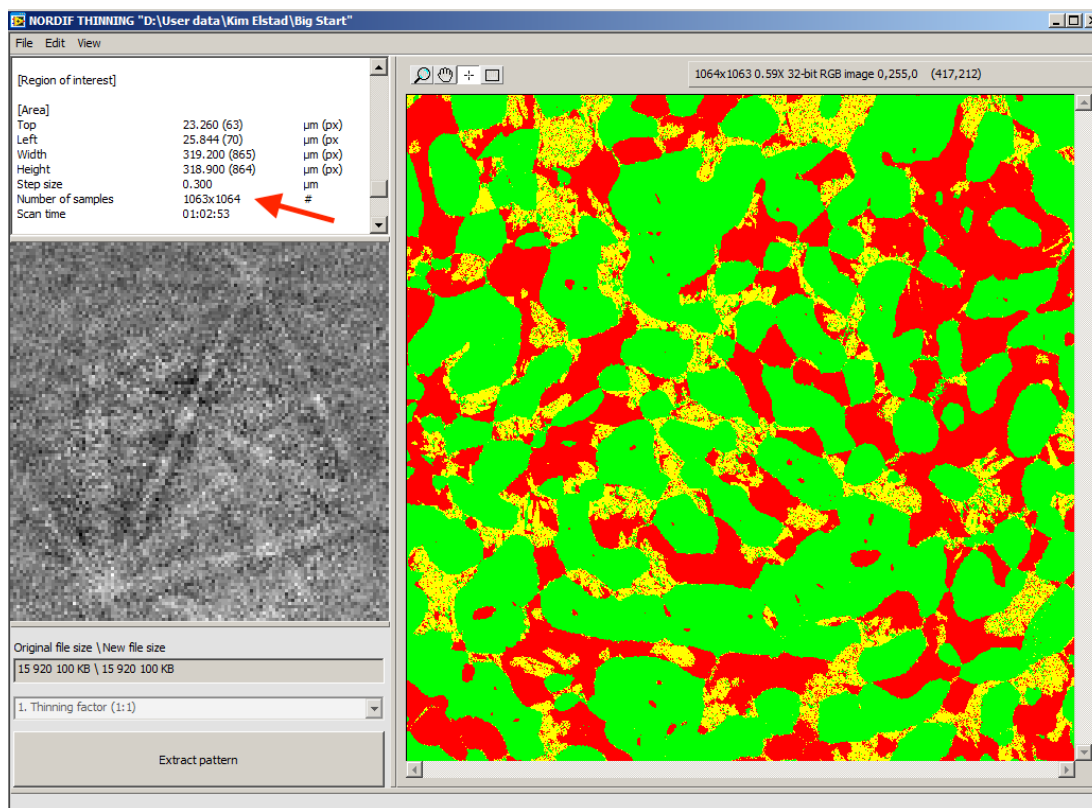 NORDIF THINNING "D:\User data\Kim Elstad\Big Start"
File Edit View
[Region of interest]
[Area]
Top 23.260 (63) µm (px)
Left 25.844 (70) µm (px
Width 319.200 (865) µm (px)
Height 318.900 (864) µm (px)
Step size 0.300 µm
Number of samples 1063x1064 #
Scan time 01:02:53
1064x1063 0.59X 32-bit RGB image 0,255,0 (417,212)
Original file size \ New file size
15 920 100 KB \ 15 920 100 KB
1. Thinning factor (1:1)
Extract pattern